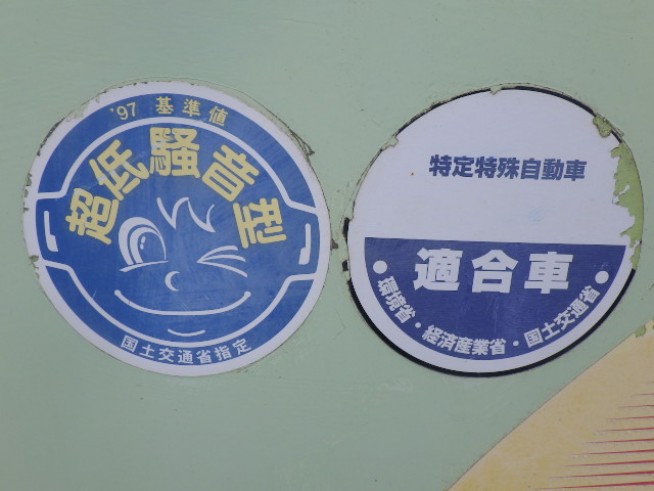 '97 基準値
超低騒音型
国土交通省指定
特定特殊自動車
適合車
●環境省・経済産業省・国土交通省●